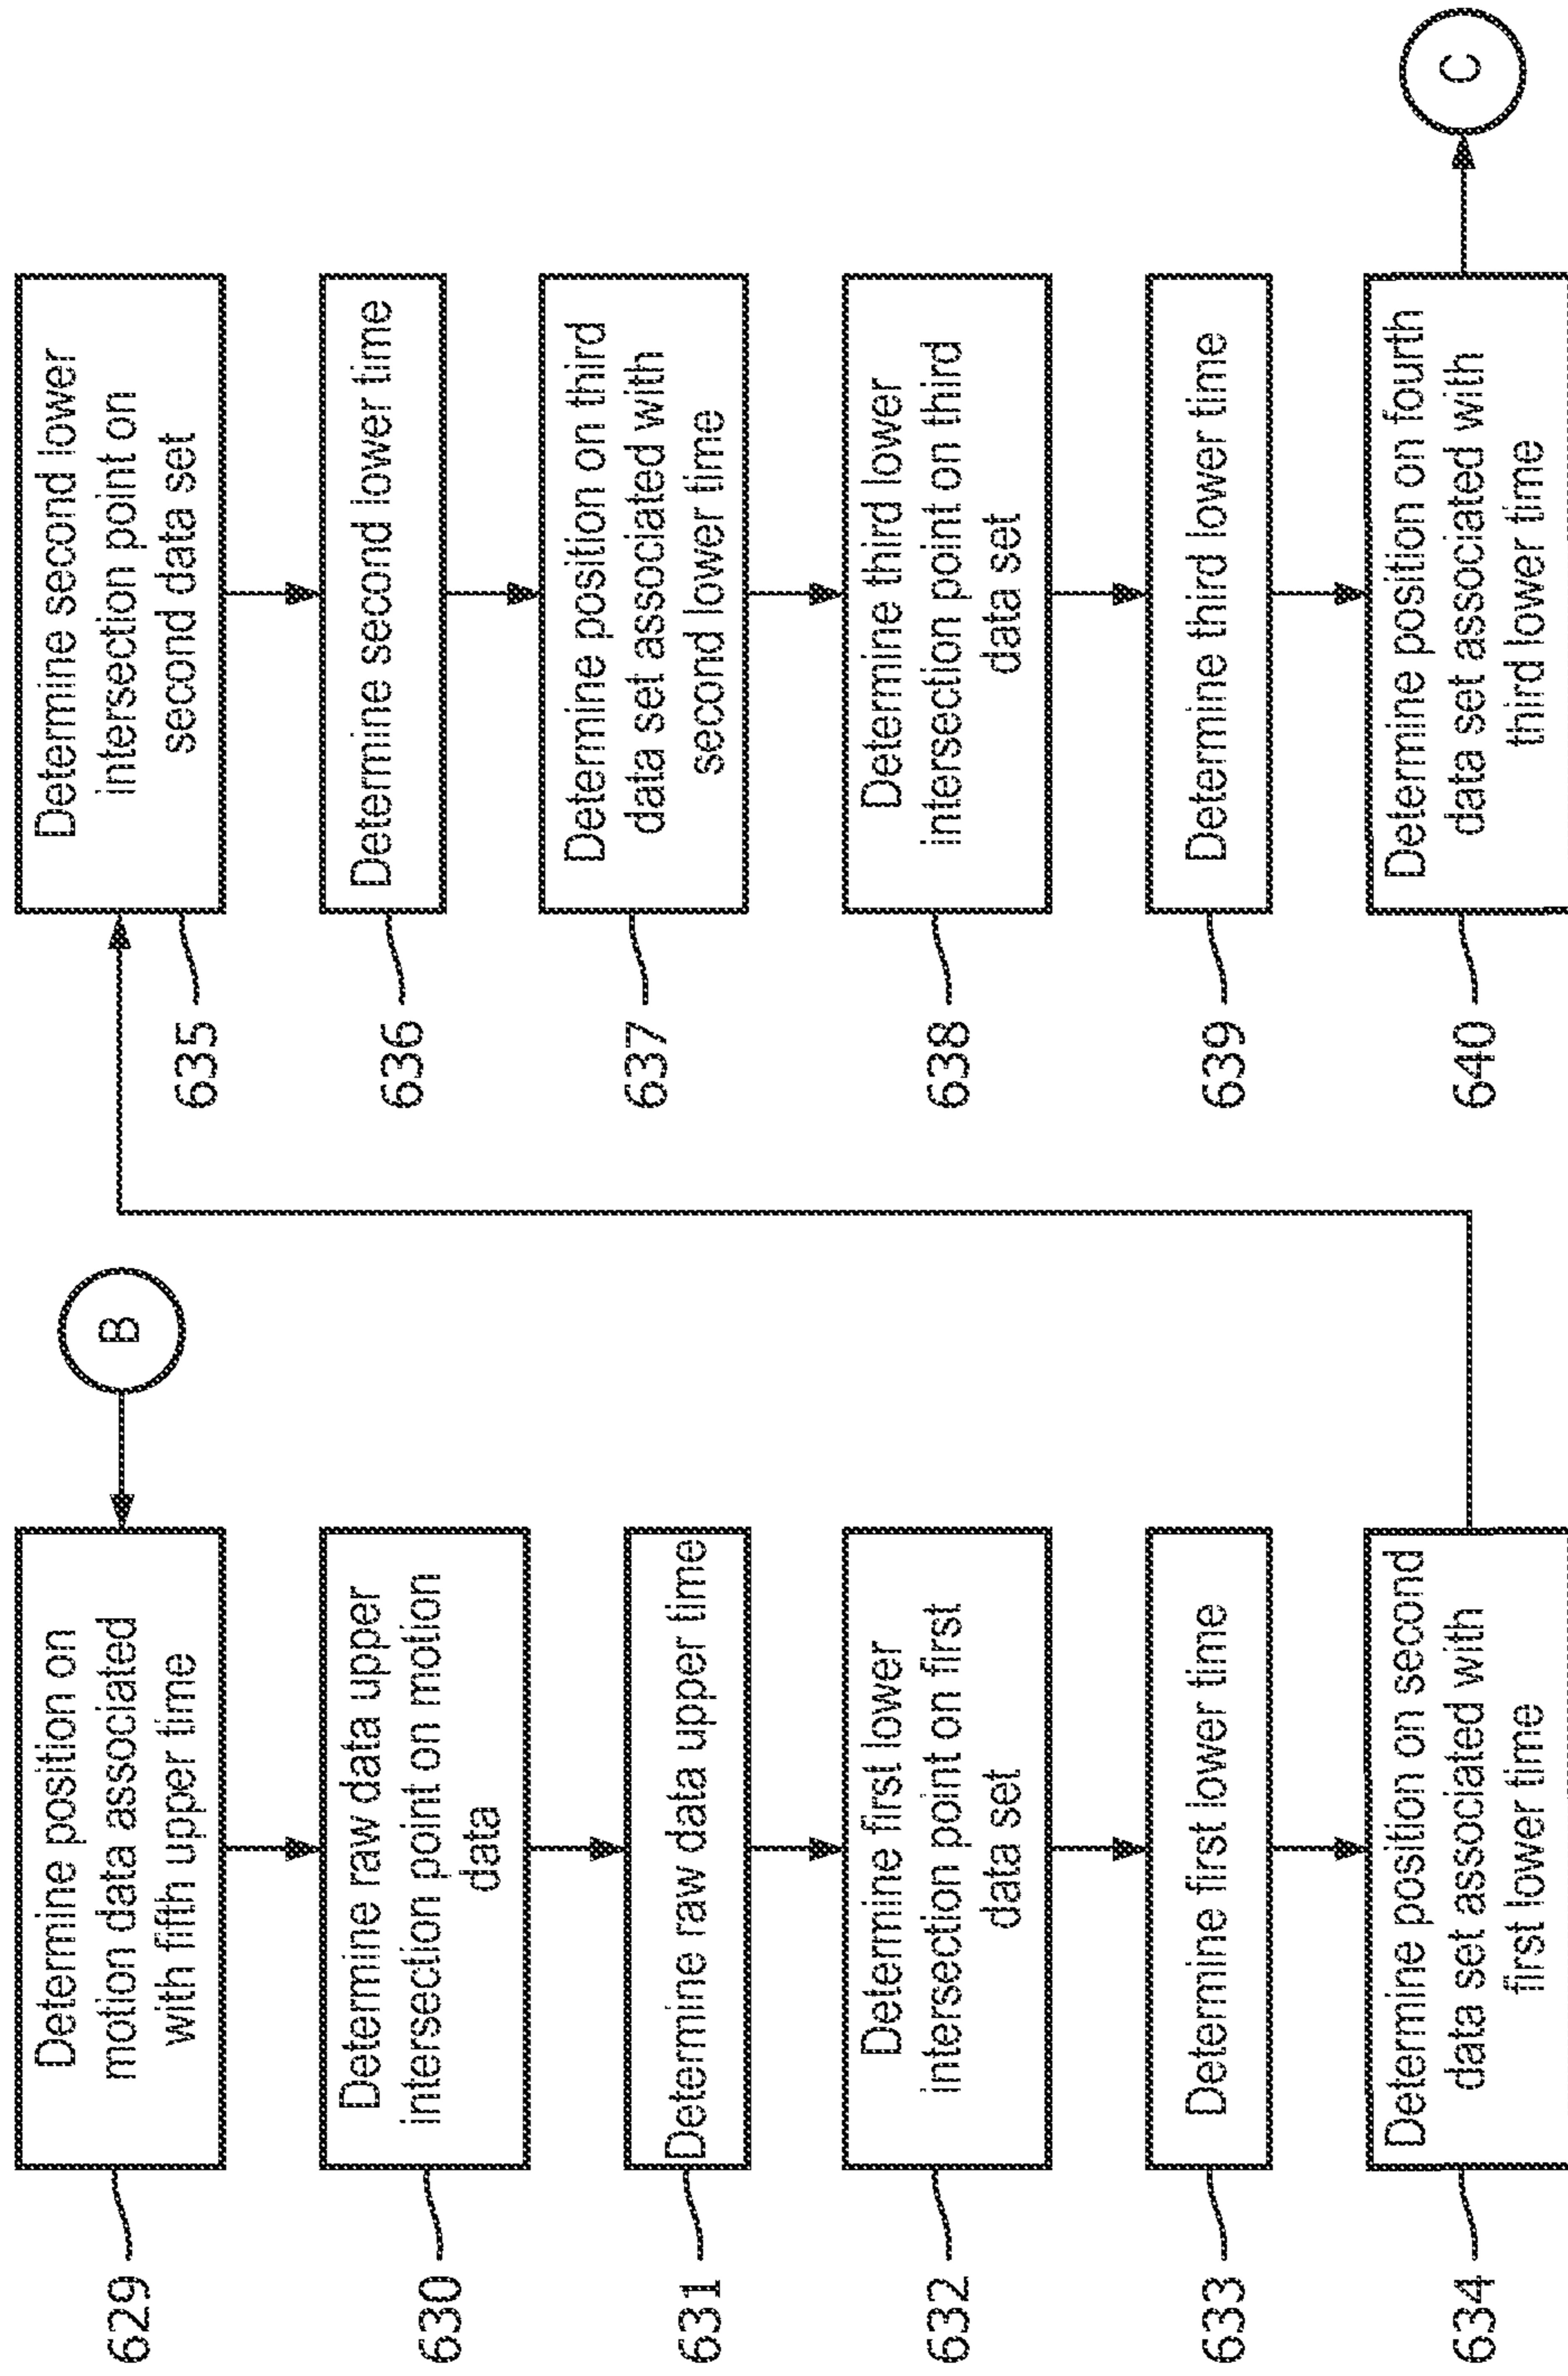 B
629
Determine position on
motion data associated
with fifth upper time
630
Determine raw data upper
intersection point on motion
data
631
Determine raw data upper time
632
Determine first lower
intersection point on first
data set
633
Determine first lower time
634
Determine position on second
data set associated with
first lower time
635
Determine second lower
intersection point on
second data set
636
Determine second lower time
637
Determine position on third
data set associated with
second lower time
638
Determine third lower
intersection point on third
data set
639
Determine third lower time
640
Determine position on fourth
data set associated with
third lower time
C